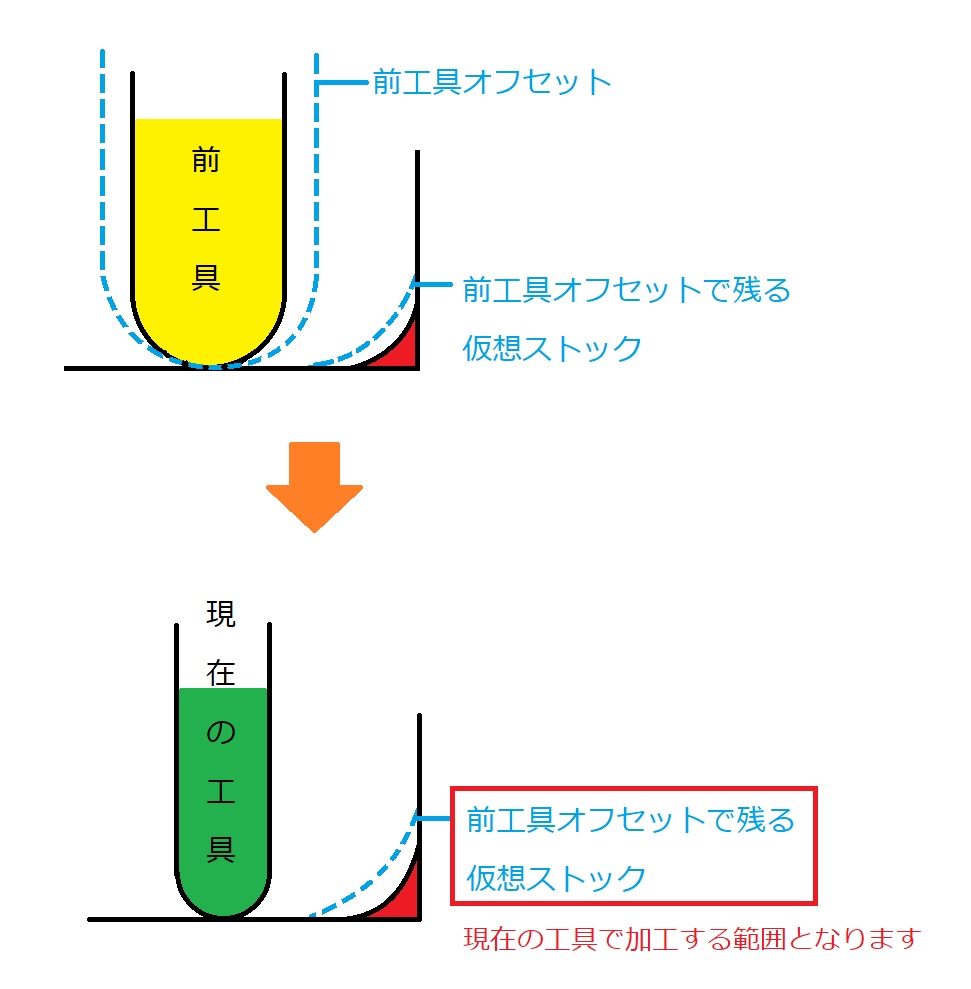 前工具オフセット
前工具
前工具オフセットで残る
仮想ストック
現在の工具
前工具オフセットで残る
仮想ストック
現在の工具で加工する範囲となります